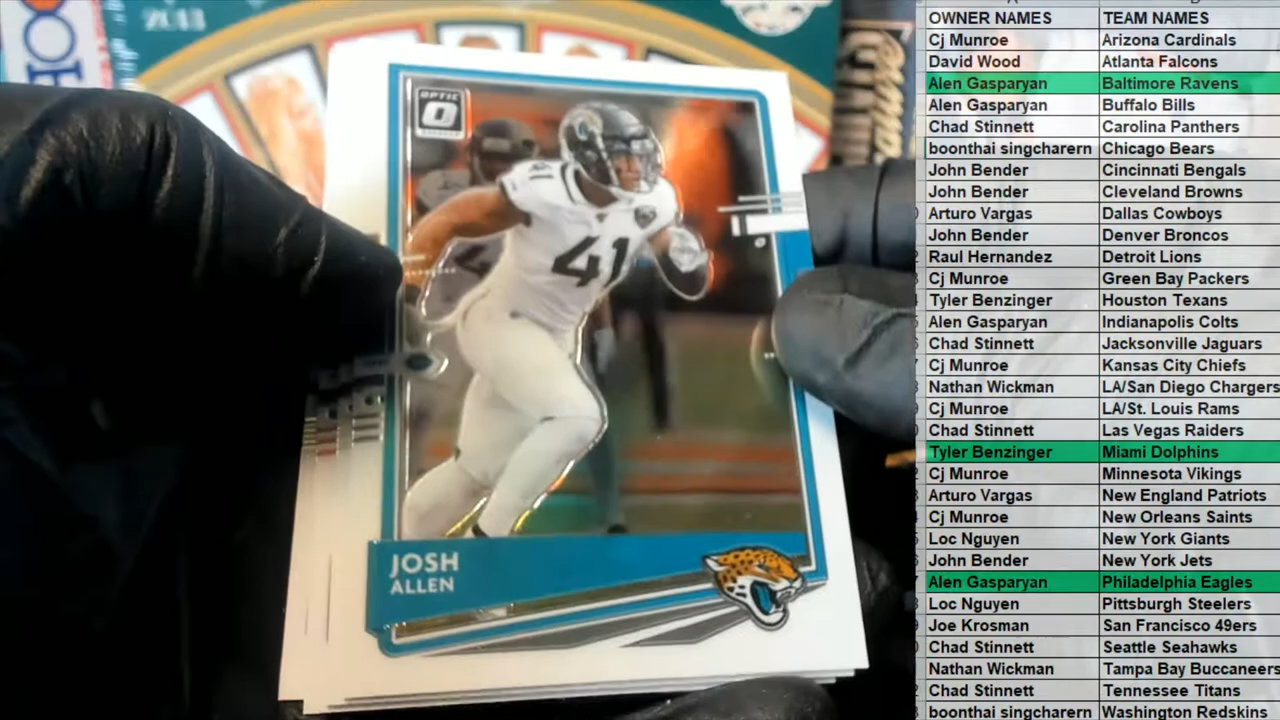 2013
OPTIC
41
41
JOSH
ALLEN
OWNER NAMES TEAM NAMES
Cj Munroe Arizona Cardinals
David Wood Atlanta Falcons
Alen Gasparyan Baltimore Ravens
Alen Gasparyan Buffalo Bills
Chad Stinnett Carolina Panthers
boonthai singcharern Chicago Bears
John Bender Cincinnati Bengals
John Bender Cleveland Browns
Arturo Vargas Dallas Cowboys
John Bender Denver Broncos
Raul Hernandez Detroit Lions
Cj Munroe Green Bay Packers
Tyler Benzinger Houston Texans
Alen Gasparyan Indianapolis Colts
Chad Stinnett Jacksonville Jaguars
Cj Munroe Kansas City Chiefs
Nathan Wickman LA/San Diego Chargers
Cj Munroe LA/St. Louis Rams
Chad Stinnett Las Vegas Raiders
Tyler Benzinger Miami Dolphins
Cj Munroe Minnesota Vikings
Arturo Vargas New England Patriots
Cj Munroe New Orleans Saints
Loc Nguyen New York Giants
John Bender New York Jets
Alen Gasparyan Philadelphia Eagles
Loc Nguyen Pittsburgh Steelers
Joe Krosman San Francisco 49ers
Chad Stinnett Seattle Seahawks
Nathan Wickman Tampa Bay Buccaneers
Chad Stinnett Tennessee Titans
boonthai singcharern Washington Redskins